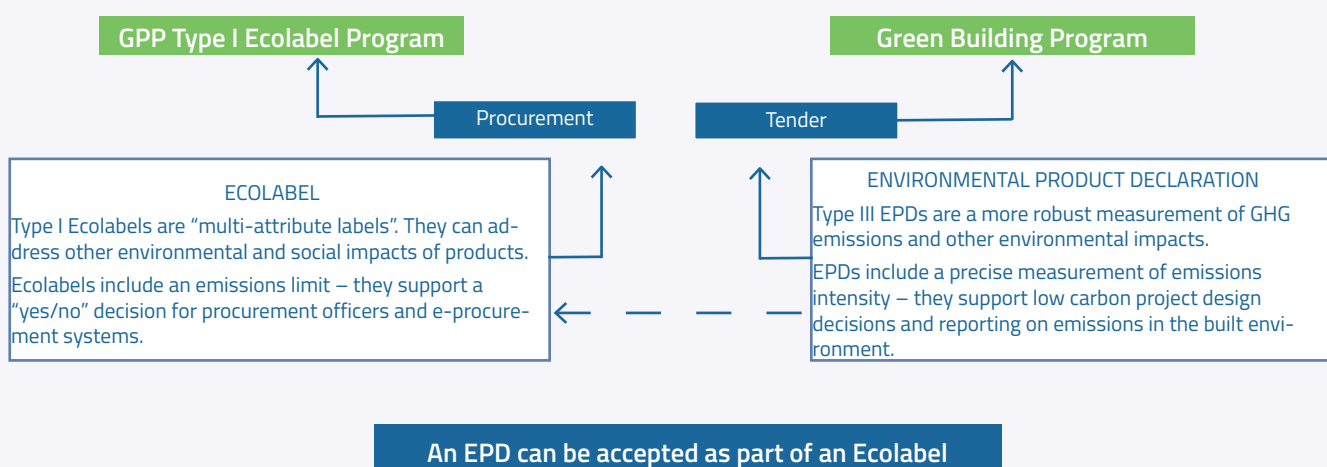 GPP Type I Ecolabel Program
Green Building Program
Procurement
Tender
ECOLABEL
Type I Ecolabels are “multi-attribute labels”. They can ad-
dress other environmental and social impacts of products.
Ecolabels include an emissions limit – they support a
“yes/no” decision for procurement officers and e-procure-
ment systems.
ENVIRONMENTAL PRODUCT DECLARATION
Type III EPDs are a more robust measurement of GHG
emissions and other environmental impacts.
EPDs include a precise measurement of emissions
intensity – they support low carbon project design
decisions and reporting on emissions in the built envi-
ronment.
An EPD can be accepted as part of an Ecolabel